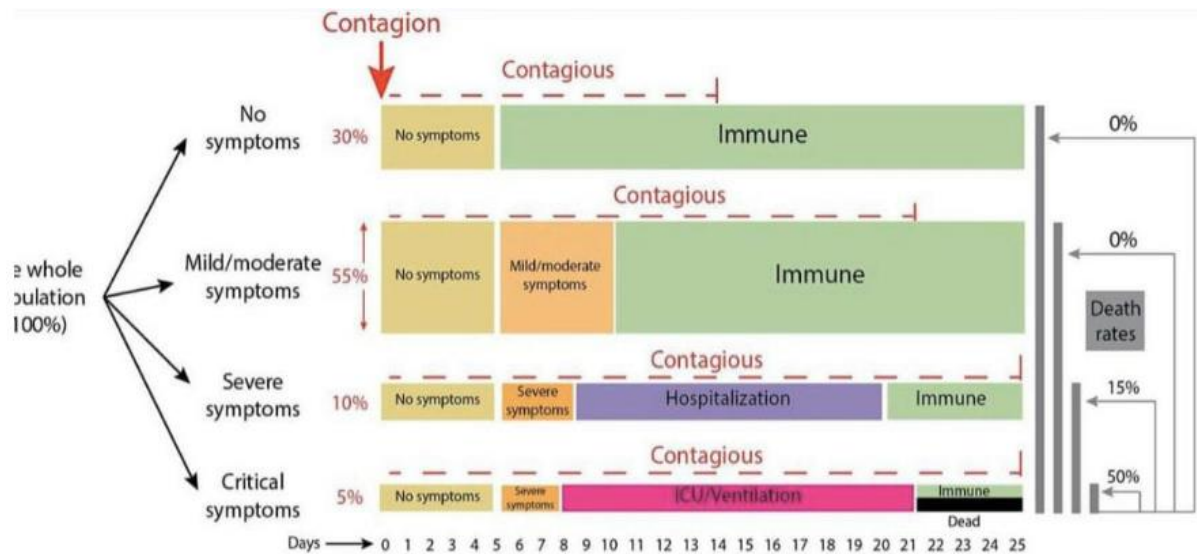 Contagion
Contagious
No
symptoms
30%
No symptoms
Immune
0%
Contagious
e whole
pulation
100%)
Mild/moderate
symptoms
55%
No symptoms
Mild/moderate
symptoms
Immune
0%
Death
rates
Contagious
Severe
symptoms
10%
No symptoms
Severe
symptoms
Hospitalization
Immune
15%
Contagious
Critical
symptoms
5%
No symptoms
Severe
symptoms
ICU/Ventilation
Immune
Dead
50%
Days 0 1 2 3 4 5 6 7 8 9 10 11 12 13 14 15 16 17 18 19 20 21 22 23 24 25